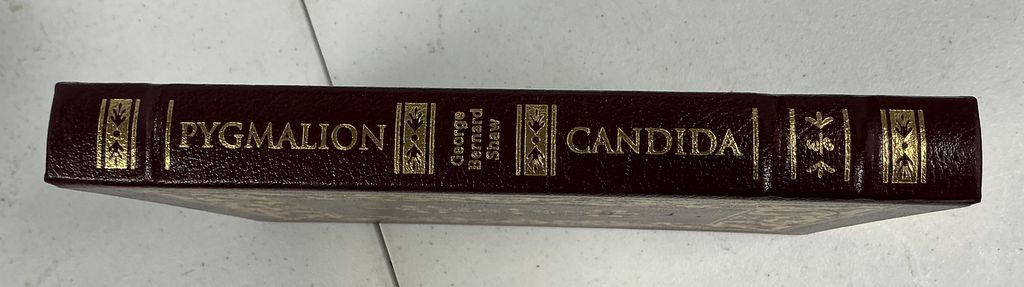 PYGMALION
George
Bernard
Shaw
CANDIDA